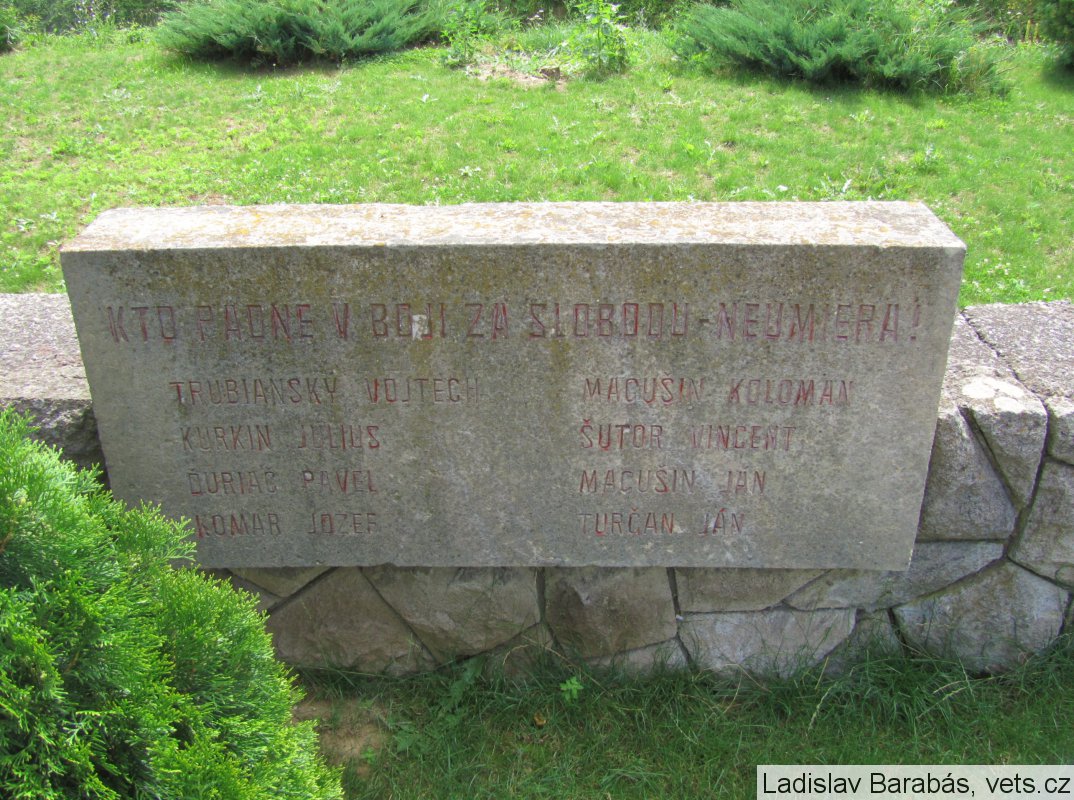 KTO PADNE V BOJI ZA SLOBODU - NEUMIERA!
TRUBIANSKY VOJTECH
KURKIN JÚLIUS
ĎURIAČ PAVEL
KOMAR JOZEF
MACUŠIN KOLOMAN
ŠUTOR VINCENT
MACUŠIN JÁN
TURČAN JÁN
Ladislav Barabás, vets.cz